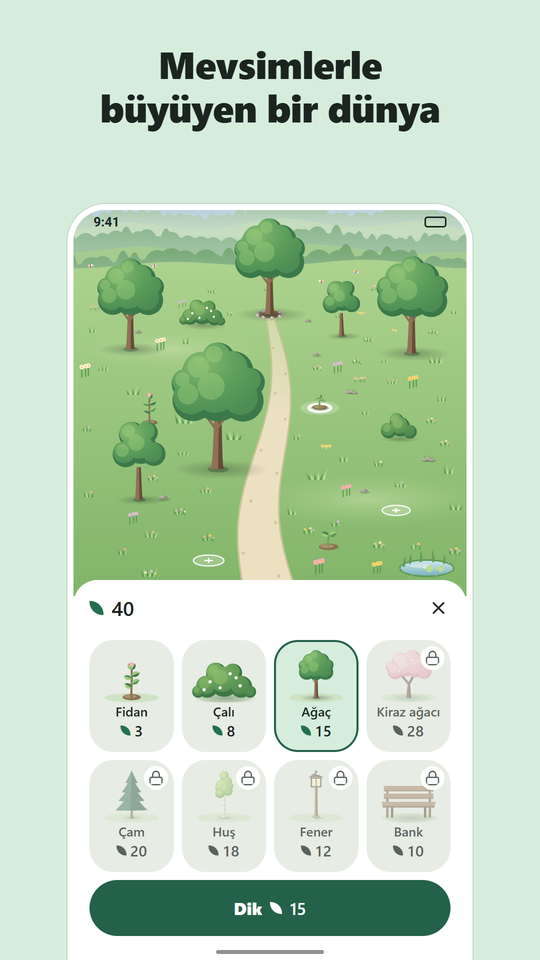 Mevsimlerle
büyüyen bir dünya
9:41
40
Fidan
3
Çalı
8
Ağaç
15
Kiraz ağacı
28
Çam
20
Huş
18
Fener
12
Bank
10
Dik 15